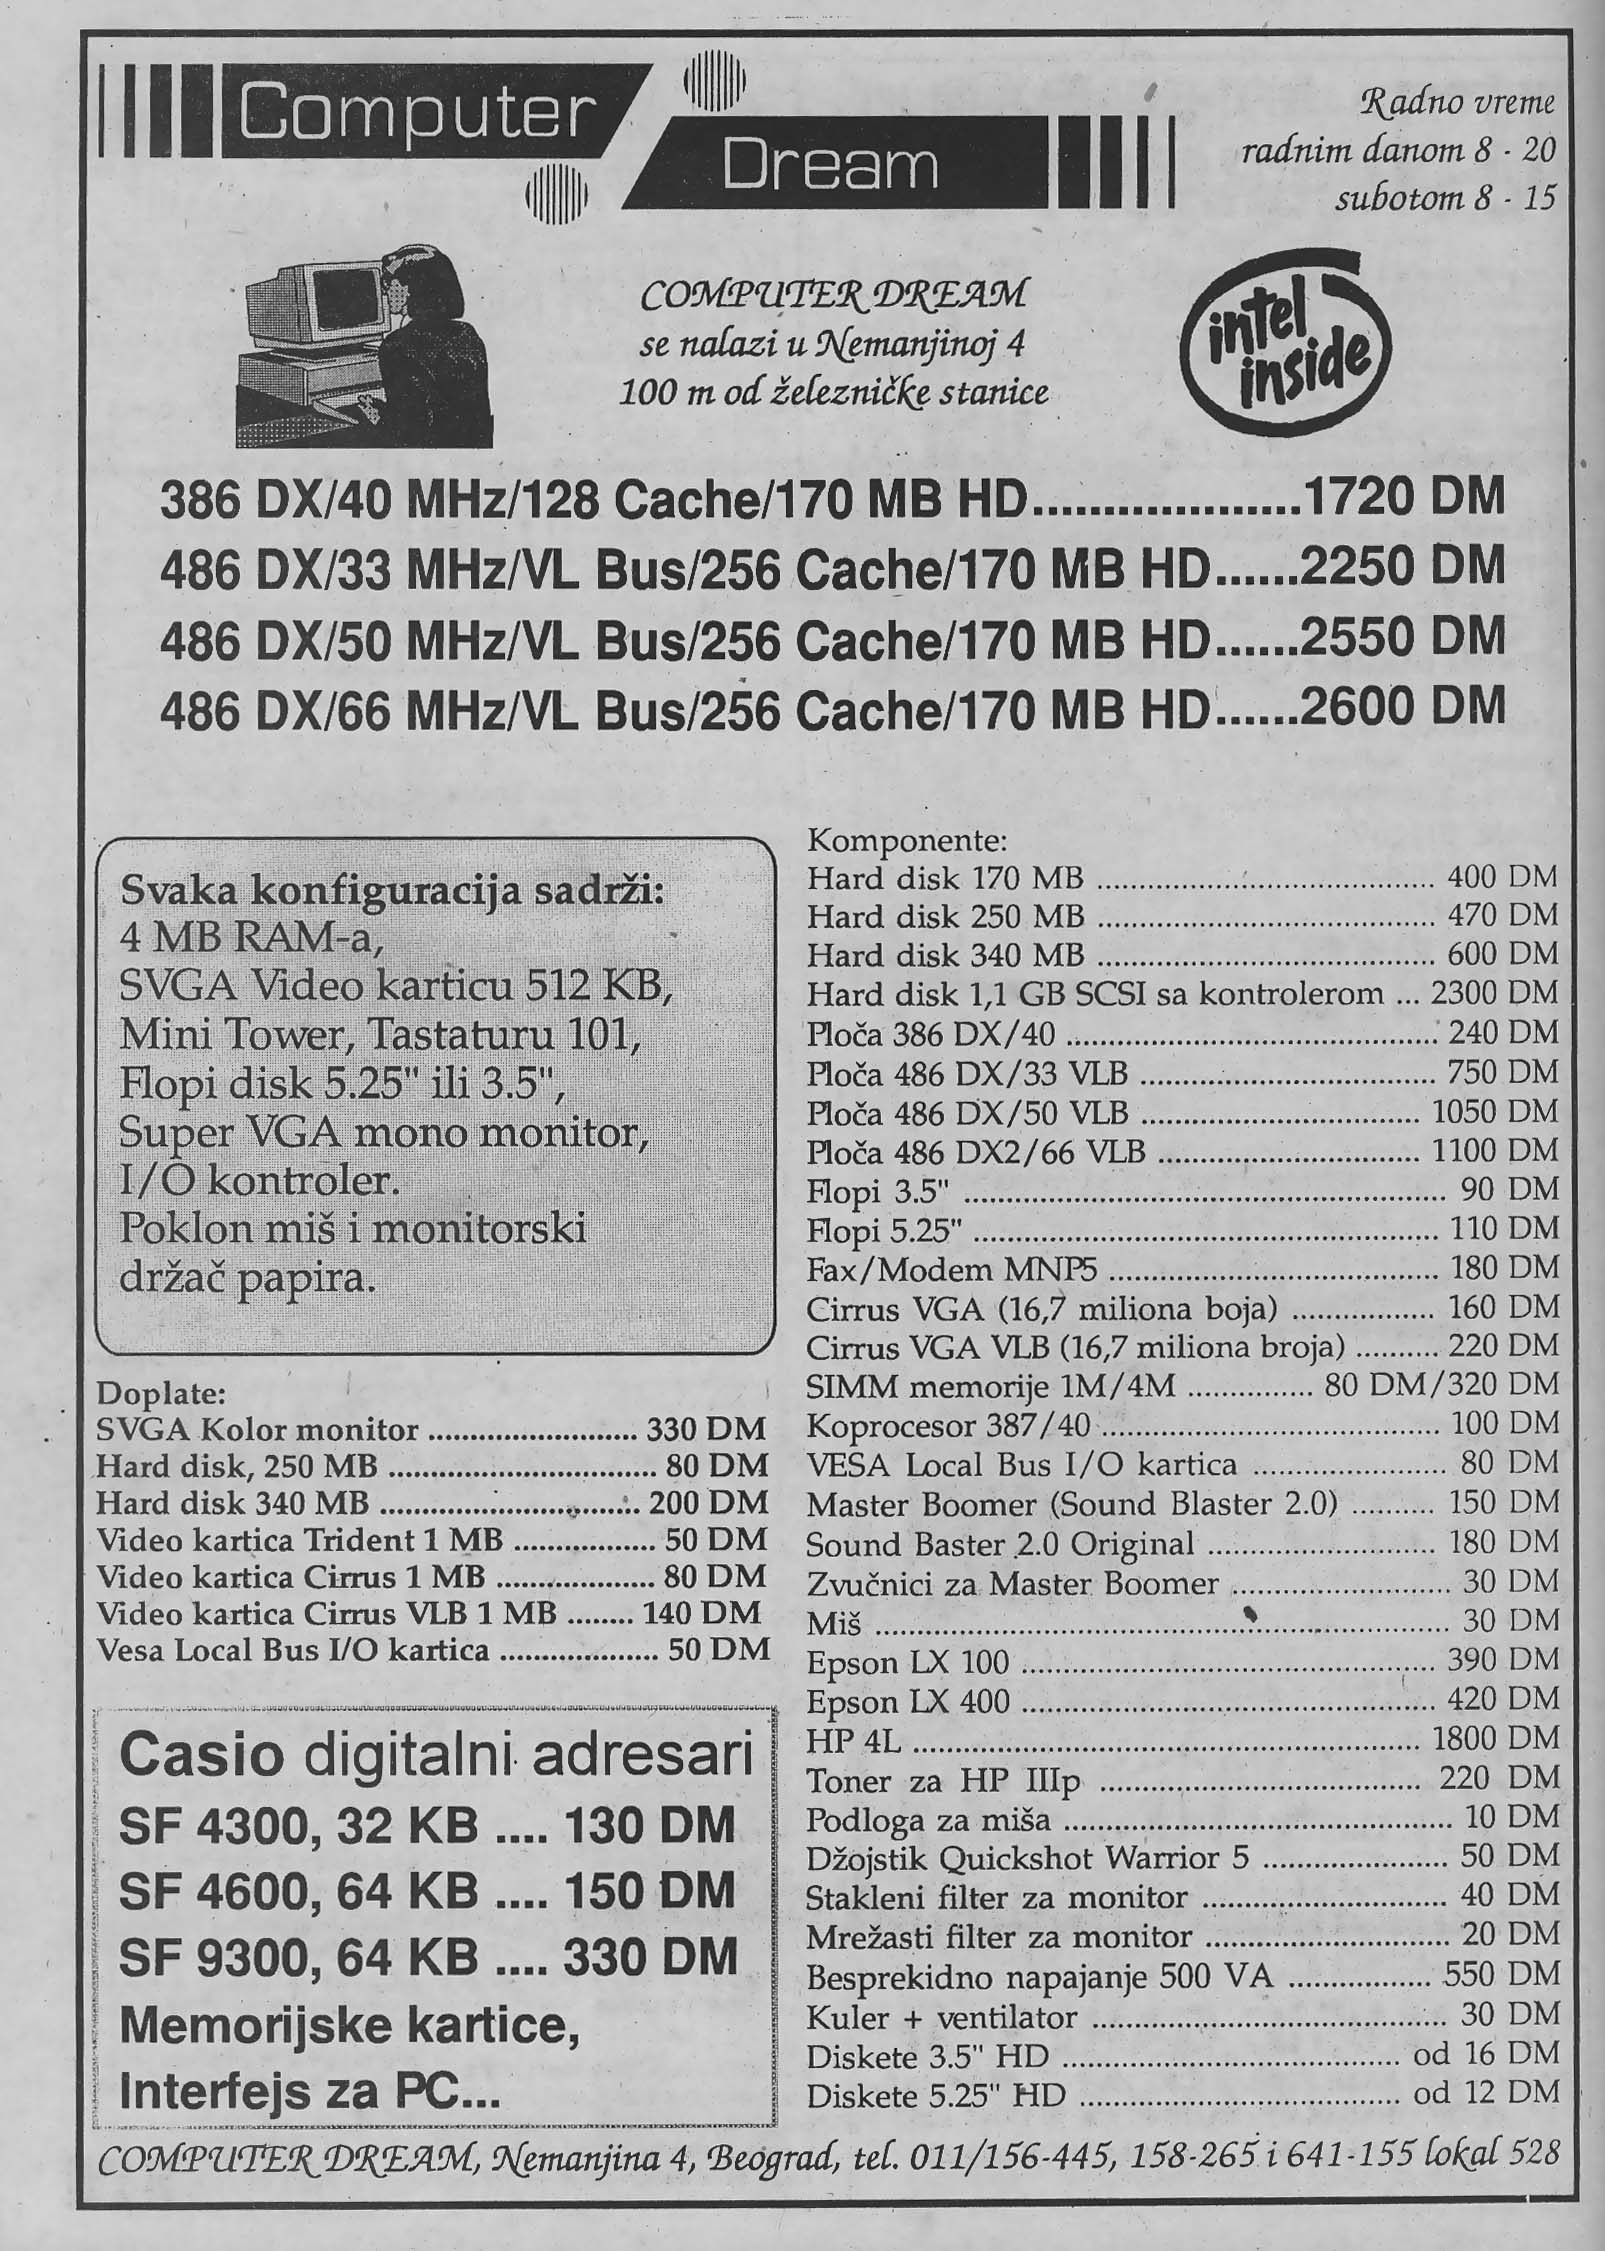 Computer
Dream
Radno vreme
radnim danom 8 - 20
subotom 8 - 15
COMPUTER DREAM
se nalazi u Nemanjinoj 4
100 m od železničke stanice
intel
inside
386 DX/40 MHz/128 Cache/170 MB HD...................1720 DM
486 DX/33 MHz/VL Bus/256 Cache/170 MB HD......2250 DM
486 DX/50 MHz/VL Bus/256 Cache/170 MB HD......2550 DM
486 DX/66 MHz/VL Bus/256 Cache/170 MB HD......2600 DM
Svaka konfiguracija sadrži:
4 MB RAM-a,
SVGA Video karticu 512 KB,
Mini Tower, Tastaturu 101,
Flopi disk 5.25" ili 3.5",
Super VGA mono monitor,
I/O kontroler.
Poklon miš i monitorski
držač papira.
Doplate:
SVGA Kolor monitor ......................... 330 DM
Hard disk, 250 MB ................................ 80 DM
Hard disk 340 MB ............................... 200 DM
Video kartica Trident 1 MB ................. 50 DM
Video kartica Cirrus 1 MB ................... 80 DM
Video kartica Cirrus VLB 1 MB ........ 140 DM
Vesa Local Bus I/O kartica ................... 50 DM
Casio digitalni adresari
SF 4300, 32 KB .... 130 DM
SF 4600, 64 KB .... 150 DM
SF 9300, 64 KB .... 330 DM
Memorijske kartice,
Interfejs za PC...
Komponente:
Hard disk 170 MB ........................................ 400 DM
Hard disk 250 MB ........................................ 470 DM
Hard disk 340 MB ........................................ 600 DM
Hard disk 1,1 GB SCSI sa kontrolerom ... 2300 DM
Ploča 386 DX/40 ............................................ 240 DM
Ploča 486 DX/33 VLB ................................... 750 DM
Ploča 486 DX/50 VLB ................................. 1050 DM
Ploča 486 DX2/66 VLB ............................... 1100 DM
Flopi 3.5" ......................................................... 90 DM
Flopi 5.25" ....................................................... 110 DM
Fax/Modem MNP5 ....................................... 180 DM
Cirrus VGA (16,7 miliona boja) ................. 160 DM
Cirrus VGA VLB (16,7 miliona broja) .......... 220 DM
SIMM memorije 1M/4M ............... 80 DM/320 DM
Koprocesor 387/40 ........................................ 100 DM
VESA Local Bus I/O kartica ....................... 80 DM
Master Boomer (Sound Blaster 2.0) .......... 150 DM
Sound Baster 2.0 Original ........................... 180 DM
Zvučnici za Master Boomer .......................... 30 DM
Miš .................................................................... 30 DM
Epson LX 100 ................................................. 390 DM
Epson LX 400 ................................................. 420 DM
HP 4L ............................................................ 1800 DM
Toner za HP IIIp ...................................... 220 DM
Podloga za miša .............................................. 10 DM
Džojstik Quickshot Warrior 5 ...................... 50 DM
Stakleni filter za monitor ............................. 40 DM
Mrežasti filter za monitor ............................. 20 DM
Besprekidno napajanje 500 VA ................. 550 DM
Kuler + ventilator .......................................... 30 DM
Diskete 3.5" HD ........................................ od 16 DM
Diskete 5.25" HD ...................................... od 12 DM
COMPUTER DREAM, Nemanjina 4, Beograd, tel. 011/156-445, 158-265 i 641-155 lokal 528